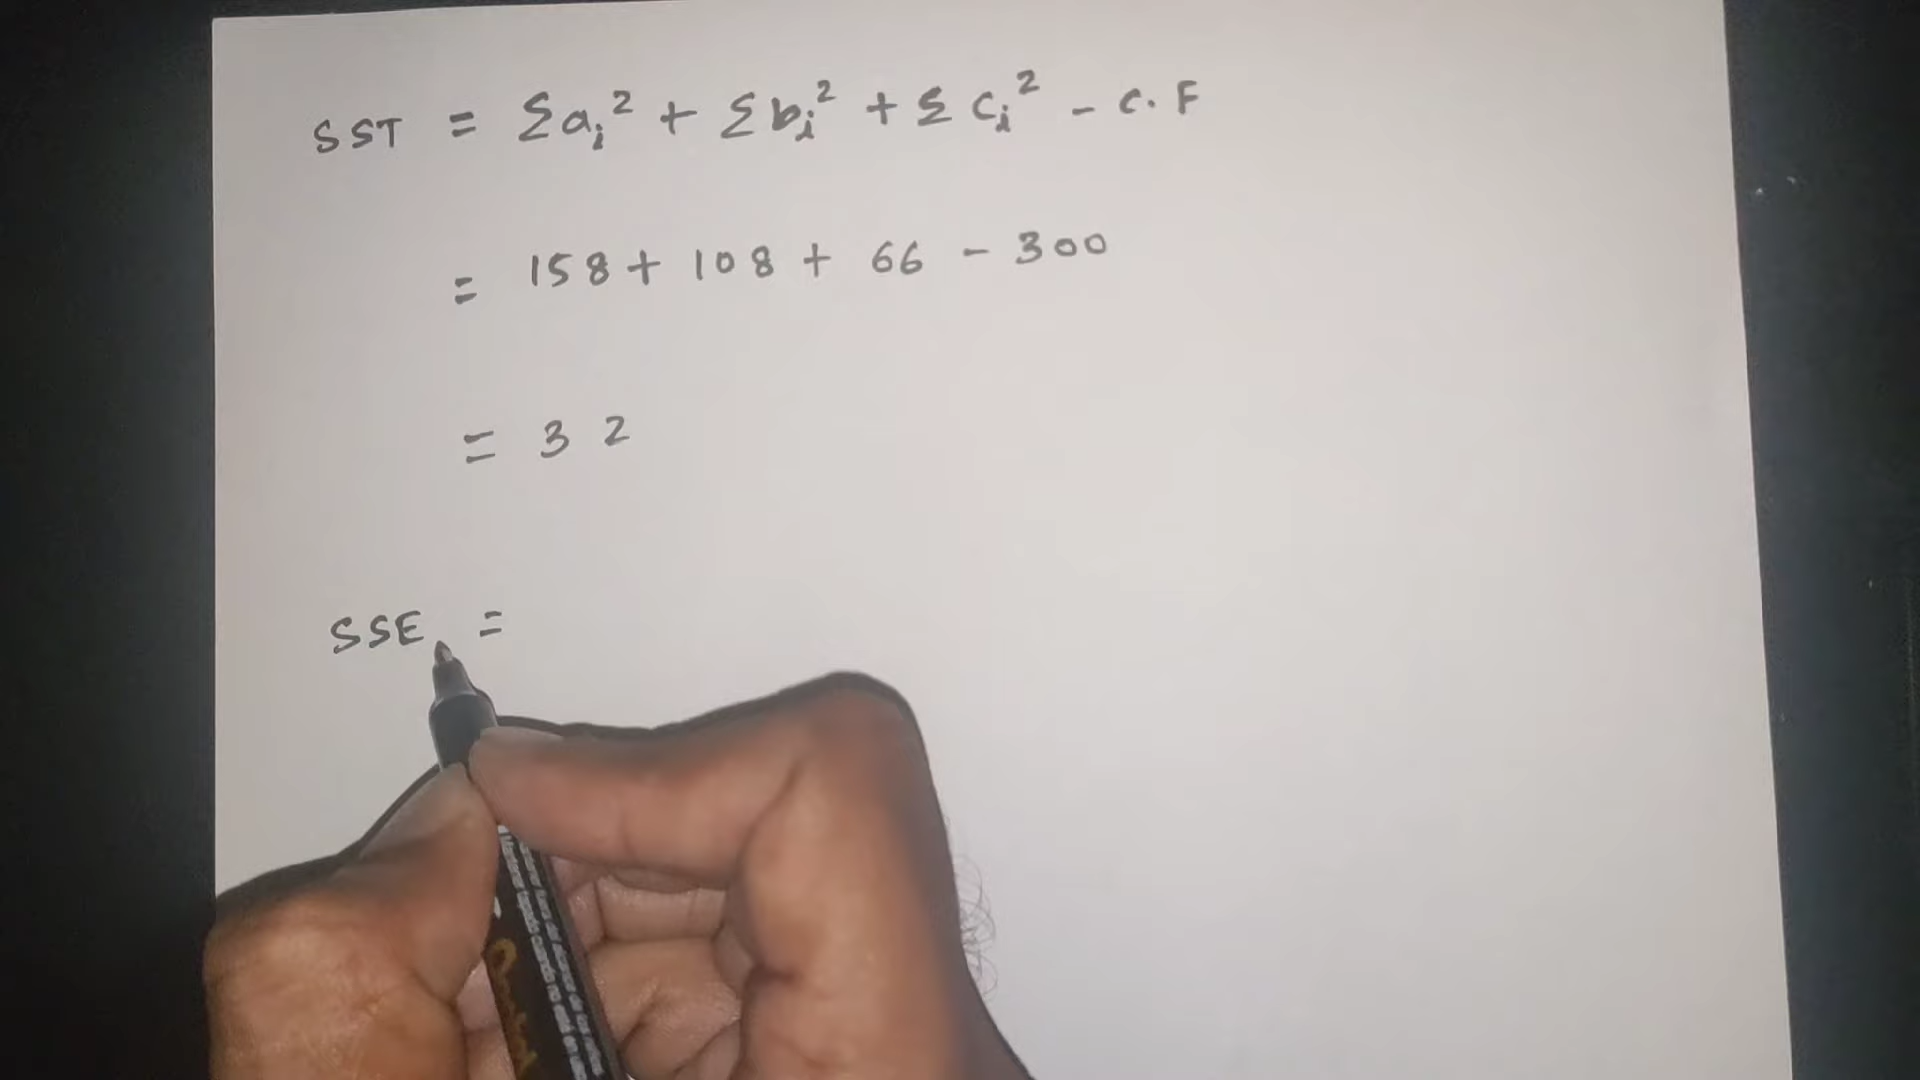 SST = Σaᵢ² + Σbᵢ² + Σcᵢ² - C.F
= 158 + 108 + 66 - 300
= 32
SSE =